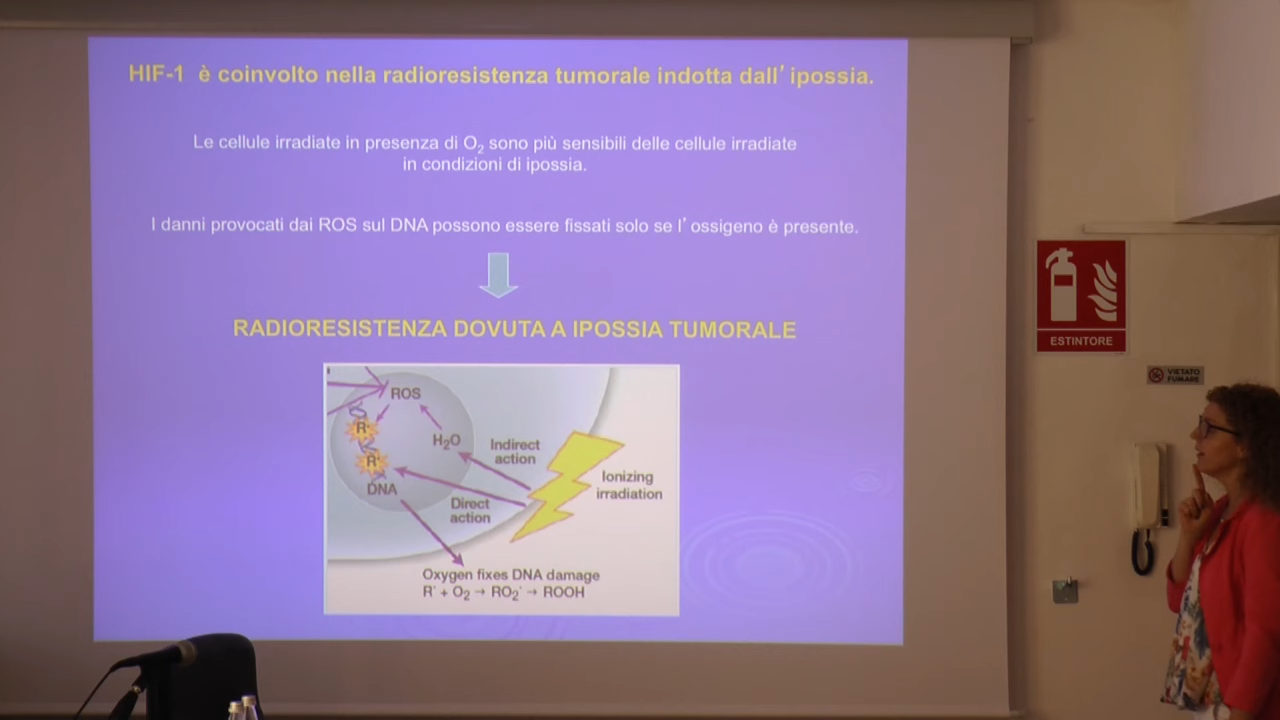 HIF-1 è coinvolto nella radioresistenza tumorale indotta dall’ipossia.
Le cellule irradiate in presenza di O₂ sono più sensibili delle cellule irradiate
in condizioni di ipossia.
I danni provocati dai ROS sul DNA possono essere fissati solo se l’ossigeno è presente.
RADIORESISTENZA DOVUTA A IPOSSIA TUMORALE
ROS
R·
H₂O
Indirect
action
R·
DNA
Ionizing
irradiation
Direct
action
Oxygen fixes DNA damage
R· + O₂ → RO₂· → ROOH
ESTINTORE
VIETATO
FUMARE